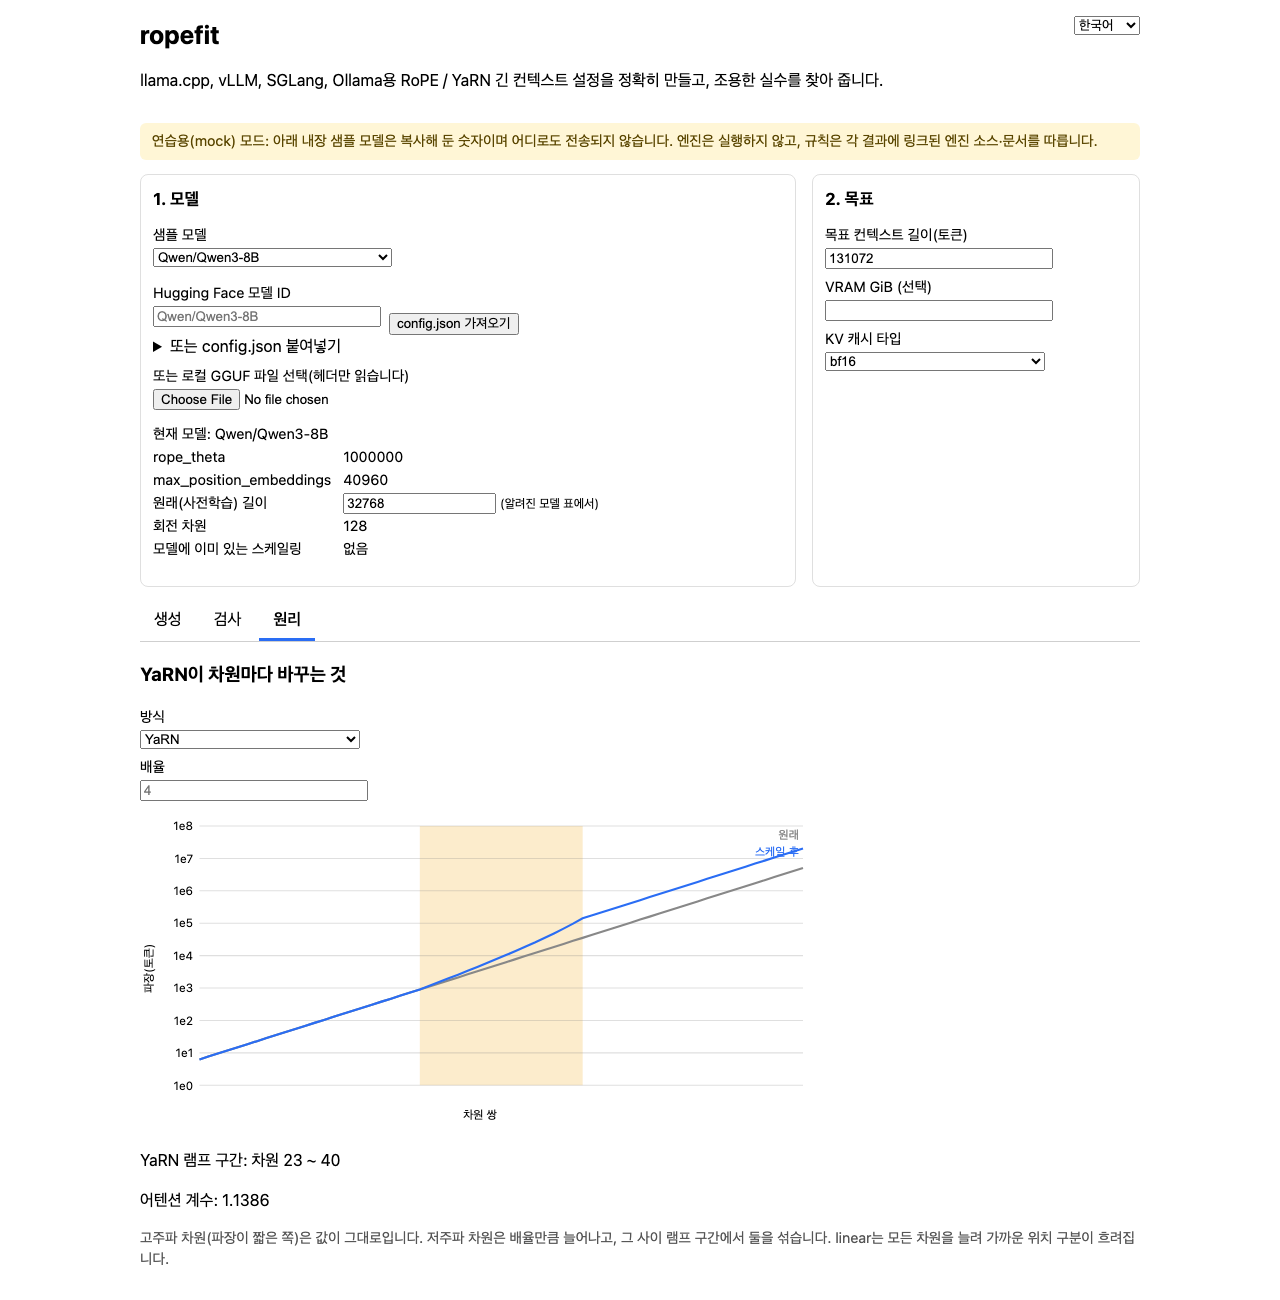 ropefit
한국어
llama.cpp, vLLM, SGLang, Ollama용 RoPE / YaRN 긴 컨텍스트 설정을 정확히 만들고, 조용한 실수를 찾아 줍니다.
연습용(mock) 모드: 아래 내장 샘플 모델은 복사해 둔 숫자이며 어디로도 전송되지 않습니다. 엔진은 실행하지 않고, 규칙은 각 결과에 링크된 엔진 소스·문서를 따릅니다.
1. 모델
샘플 모델
Qwen/Qwen3-8B
Hugging Face 모델 ID
Qwen/Qwen3-8B
config.json 가져오기
또는 config.json 붙여넣기
또는 로컬 GGUF 파일 선택(헤더만 읽습니다)
Choose File No file chosen
현재 모델: Qwen/Qwen3-8B
rope_theta 1000000
max_position_embeddings 40960
원래(사전학습) 길이 32768 (알려진 모델 표에서)
회전 차원 128
모델에 이미 있는 스케일링 없음
2. 목표
목표 컨텍스트 길이(토큰)
131072
VRAM GiB (선택)
KV 캐시 타입
bf16
생성 검사 원리
YaRN이 차원마다 바꾸는 것
방식
YaRN
배율
4
1e8
1e7
1e6
1e5
1e4
1e3
1e2
1e1
1e0
파장(토큰)
원래
스케일 후
차원 쌍
YaRN 램프 구간: 차원 23 ~ 40
어텐션 계수: 1.1386
고주파 차원(파장이 짧은 쪽)은 값이 그대로입니다. 저주파 차원은 배율만큼 늘어나고, 그 사이 램프 구간에서 둘을 섞습니다. linear는 모든 차원을 늘려 가까운 위치 구분이 흐려집
니다.